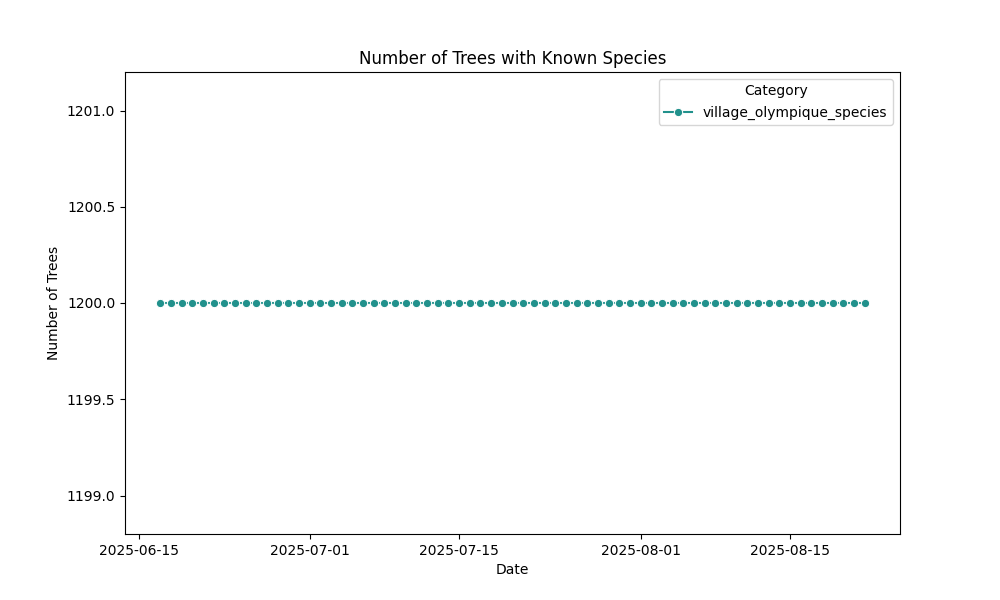 Number of Trees with Known Species
Category
village_olympique_species
1201.0
1200.5
1200.0
1199.5
1199.0
Number of Trees
2025-06-15
2025-07-01
2025-07-15
2025-08-01
2025-08-15
Date